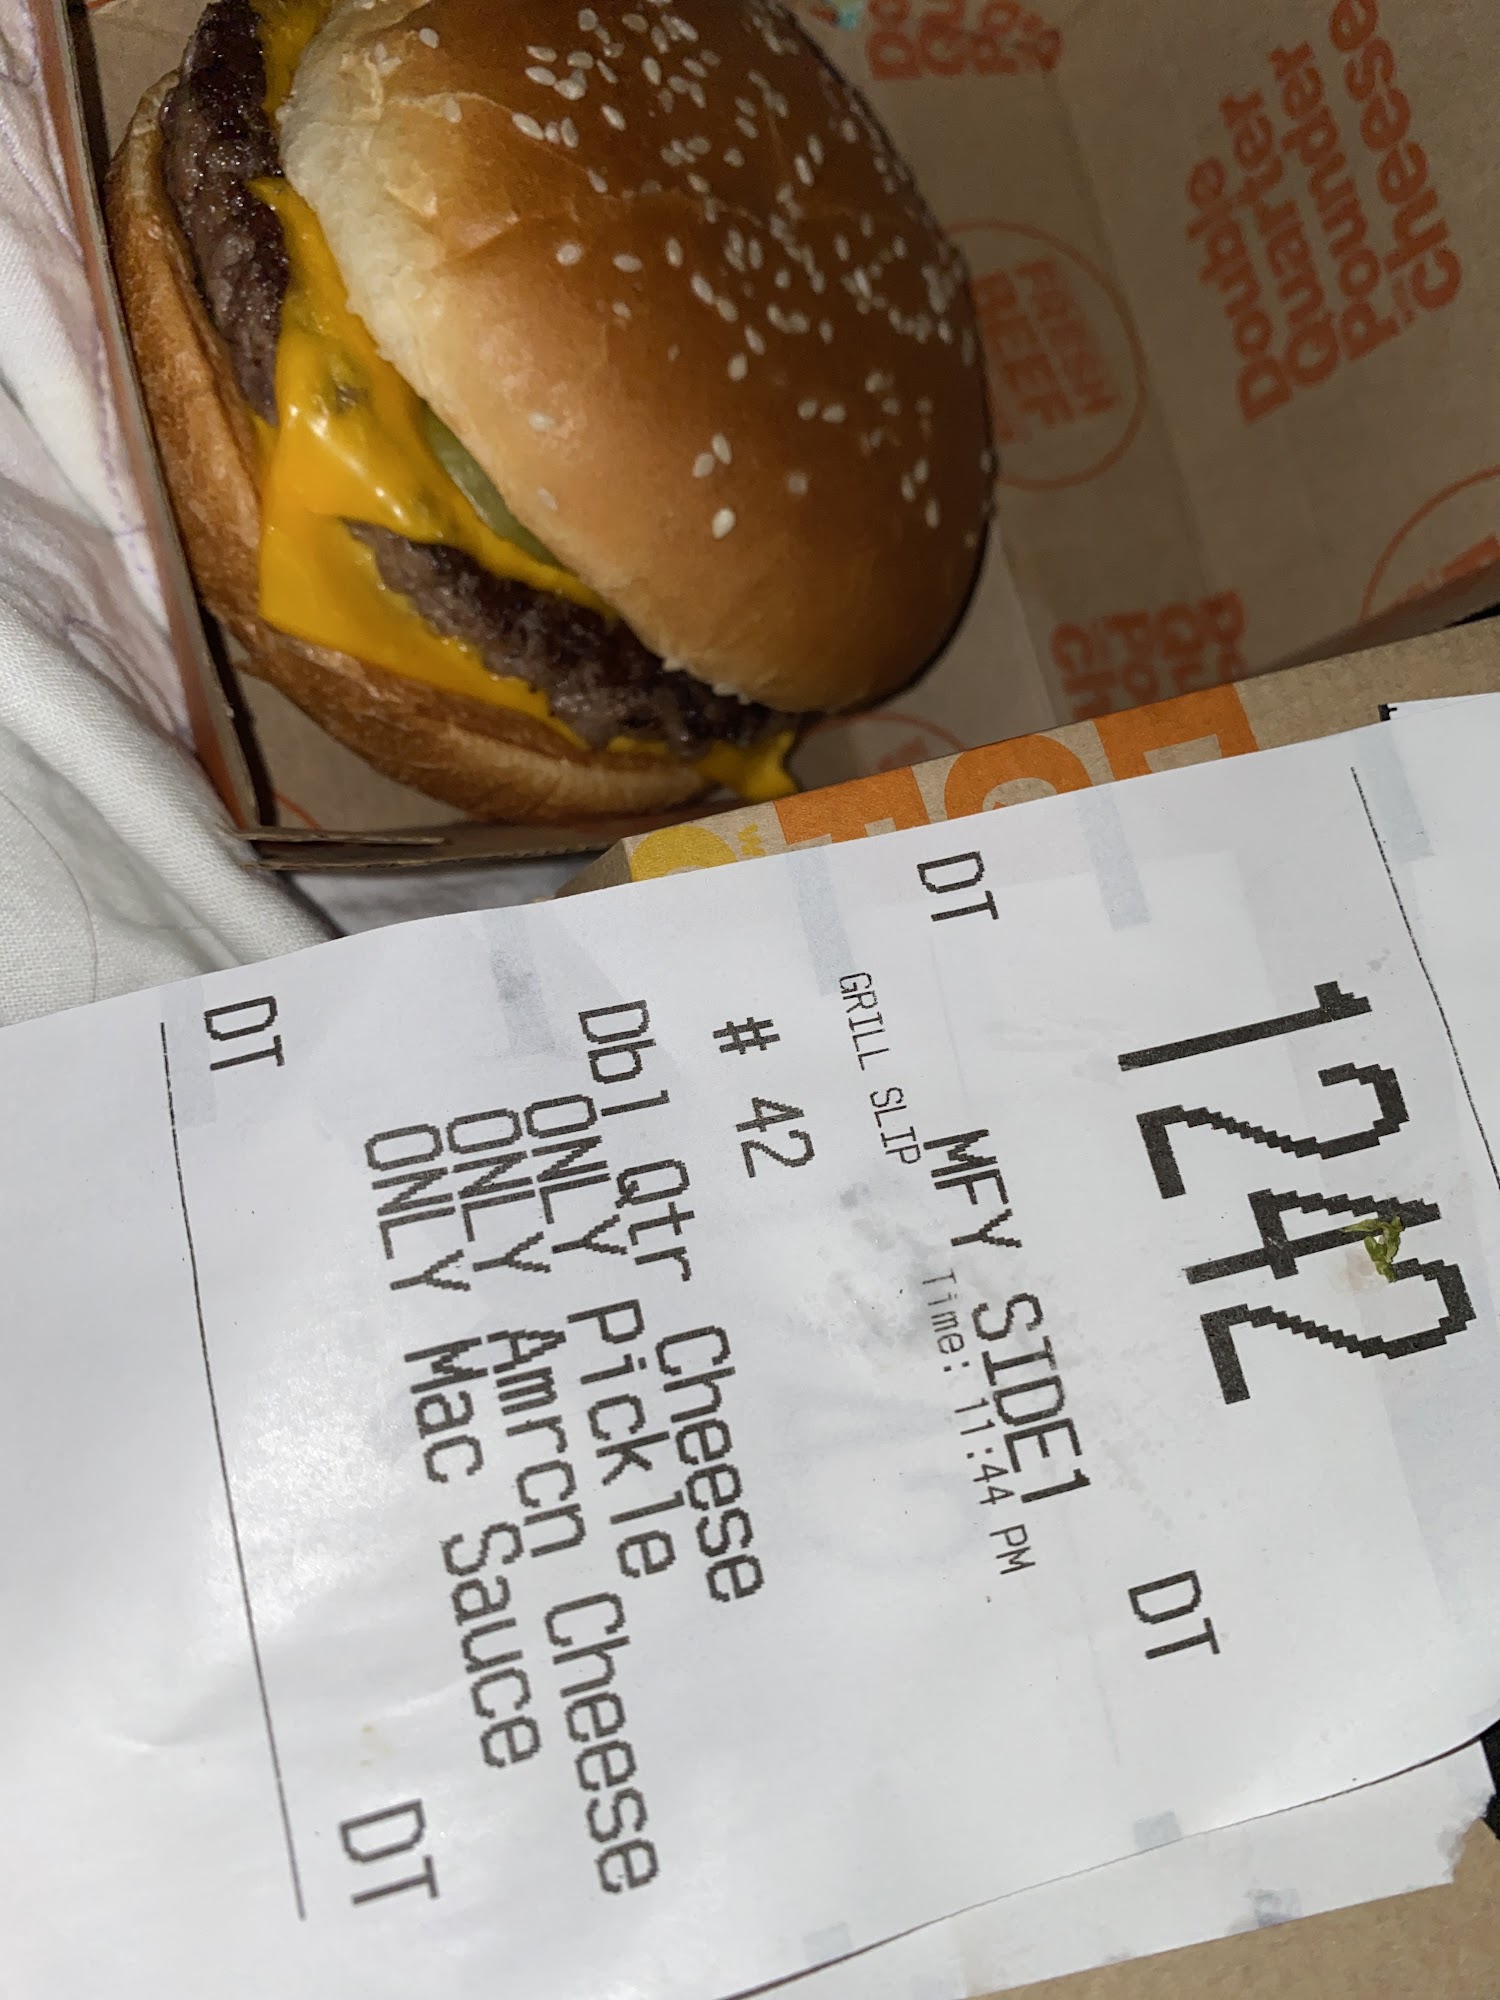 Double
Quarter
Pounder
Cheese
FRESH
BEEF
1242
DT
DT
MFY SIDE1
GRILL SLIP
Time: 11:44 PM
# 42
Dbl Qtr Cheese
ONLY Pickle
ONLY Amrcn Cheese
ONLY Mac Sauce
DT
DT